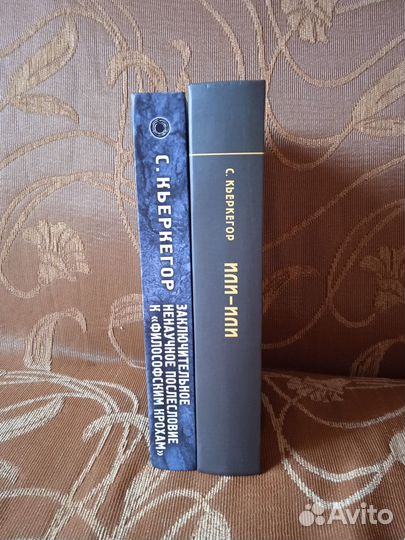 С. КЬЕРКЕГОР
ЗАКЛЮЧИТЕЛЬНОЕ
НЕНАУЧНОЕ ПОСЛЕСЛОВИЕ
К «ФИЛОСОФСКИМ КРОХАМ»
С. КЬЕРКЕГОР
ИЛИ–ИЛИ
Avito